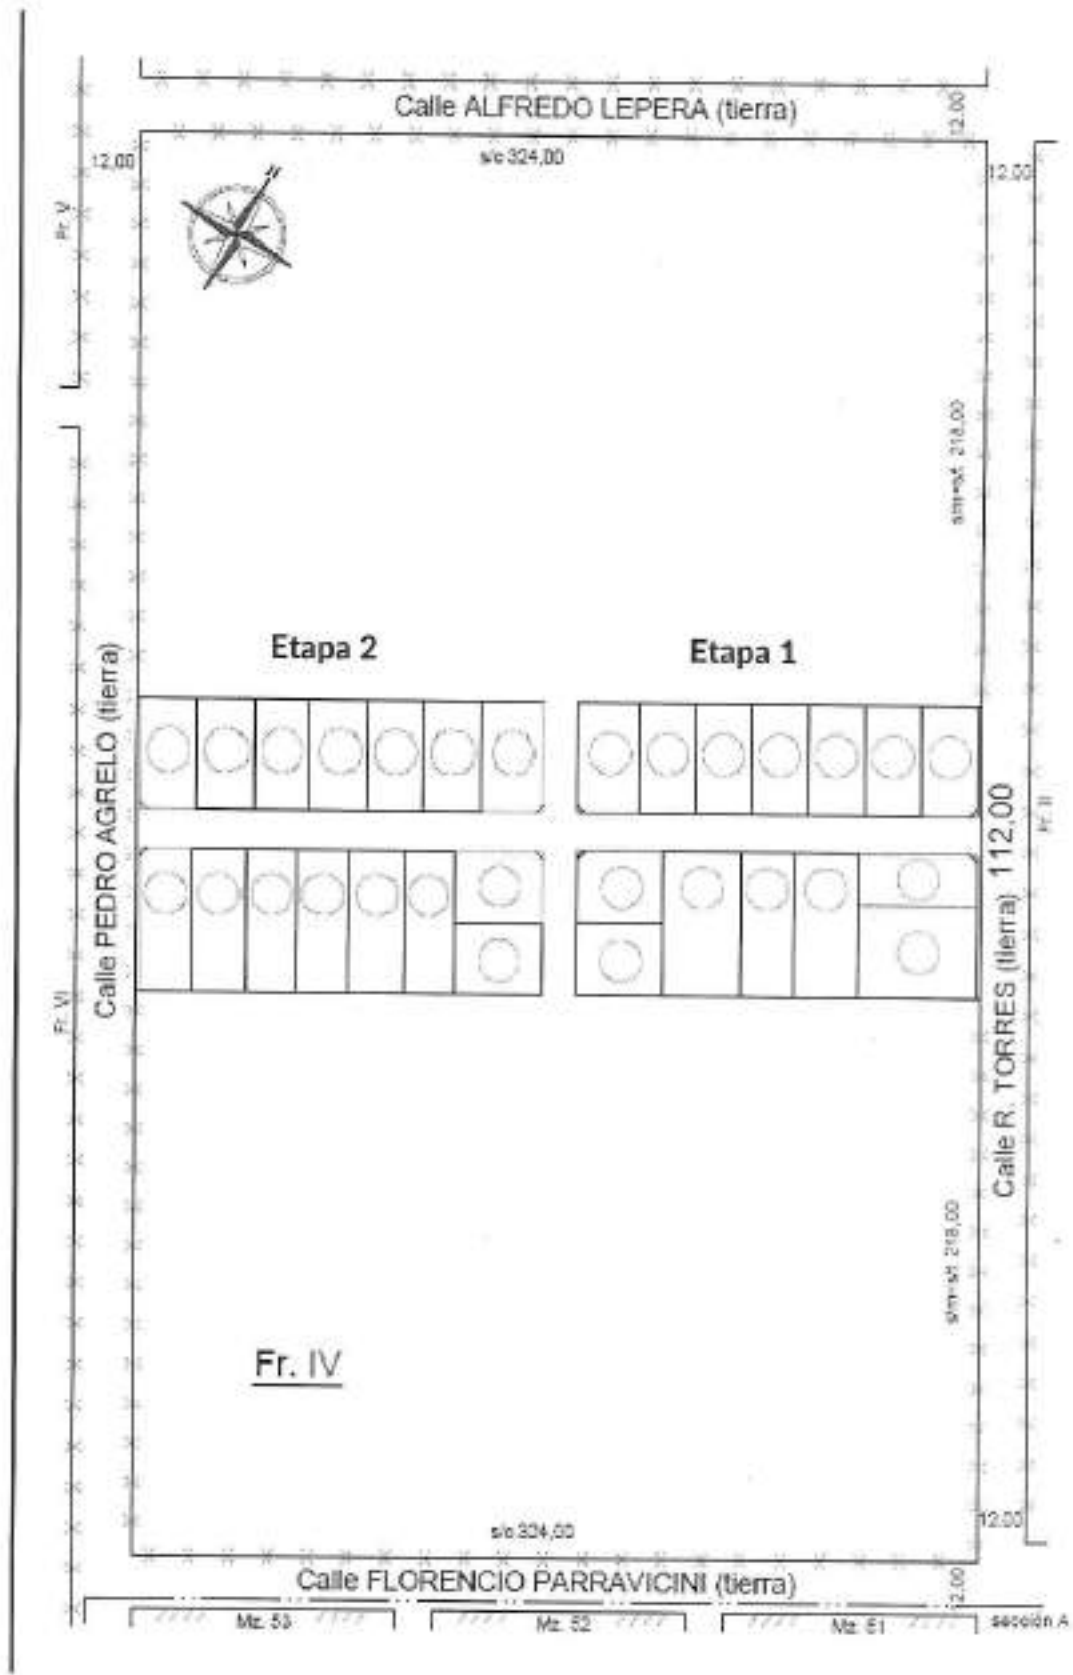 Calle ALFREDO LEPERA (tierra)
12,00
12,00
s/c 324,00
12,00
N
Fr. V
s/m=s/t. 218,00
Etapa 2
Etapa 1
Calle PEDRO AGRELO (tierra)
Calle R. TORRES (tierra) 112,00
Fr. II
Fr. VI
s/m=s/t. 218,00
Fr. IV
s/c 324,00
12,00
Calle FLORENCIO PARRAVICINI (tierra)
12,00
Mz. 53
Mz. 52
Mz. 51
sección A